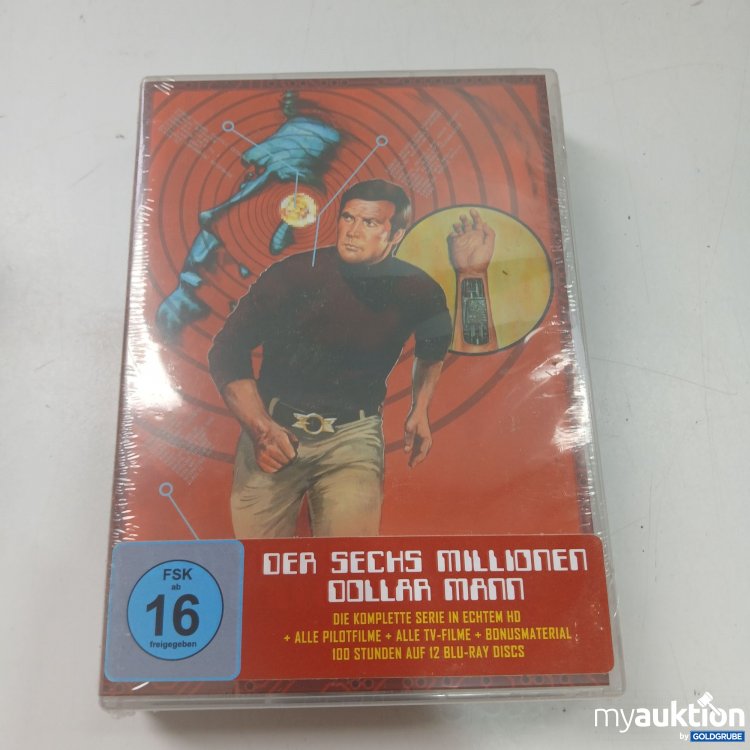 FSK
ab
16
freigegeben
DER SECHS MILLIONEN
DOLLAR MANN
DIE KOMPLETTE SERIE IN ECHTEM HD
+ ALLE PILOTFILME + ALLE TV-FILME + BONUSMATERIAL
100 STUNDEN AUF 12 BLU-RAY DISCS
myauktion
by GOLDGRUBE